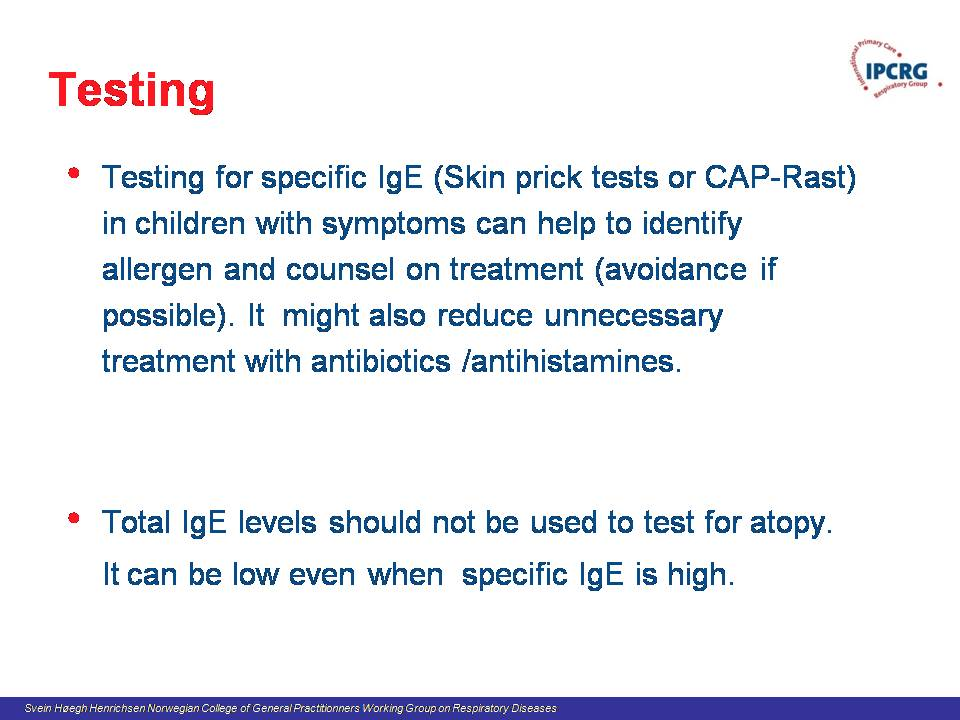 International Primary Care
IPCRG
Respiratory Group
Testing
• Testing for specific IgE (Skin prick tests or CAP-Rast)
in children with symptoms can help to identify
allergen and counsel on treatment (avoidance if
possible). It  might also reduce unnecessary
treatment with antibiotics /antihistamines.
• Total IgE levels should not be used to test for atopy.
It can be low even when  specific IgE is high.
Svein Høegh Henrichsen Norwegian College of General Practitionners Working Group on Respiratory Diseases